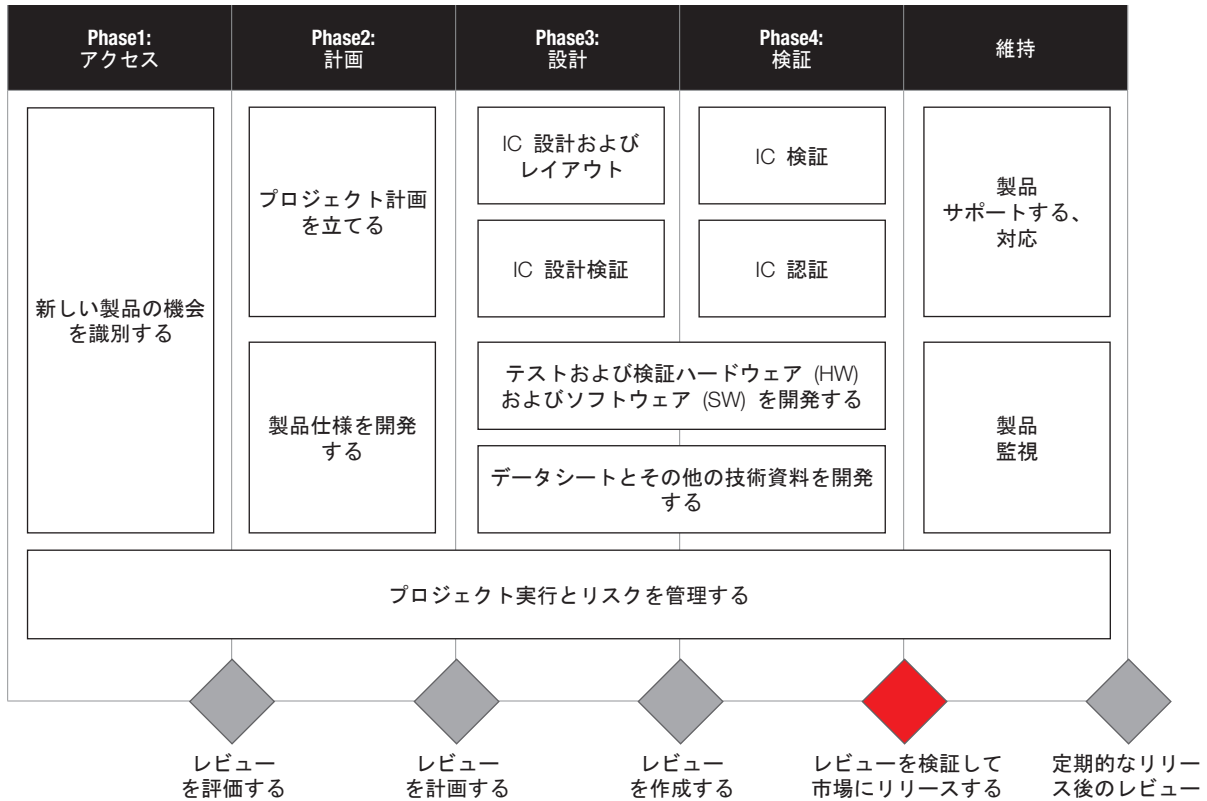 Phase1:
アクセス
Phase2:
計画
Phase3:
設計
Phase4:
検証
維持
新しい製品の機会
を識別する
プロジェクト計画
を立てる
製品仕様を開発
する
IC 設計および
レイアウト
IC 設計検証
IC 検証
IC 認証
テストおよび検証ハードウェア (HW)
およびソフトウェア (SW) を開発する
データシートとその他の技術資料を開発
する
製品
サポートする、
対応
製品
監視
プロジェクト実行とリスクを管理する
レビュー
を評価する
レビュー
を計画する
レビュー
を作成する
レビューを検証して
市場にリリースする
定期的なリリー
ス後のレビュー